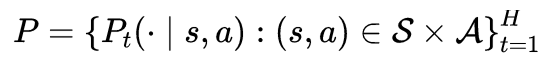 P = {P_t(· | s, a) : (s, a) ∈ 𝒮 × 𝒜}_{t=1}^H